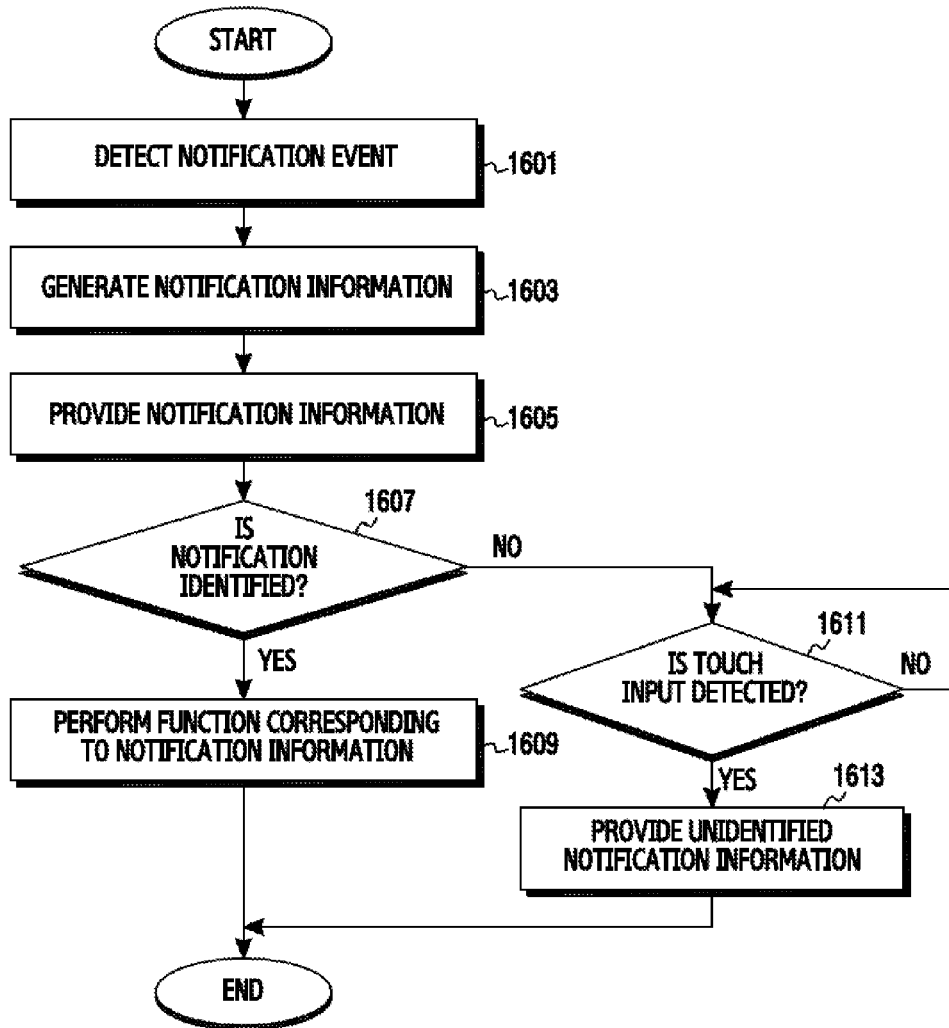 START
DETECT NOTIFICATION EVENT
1601
GENERATE NOTIFICATION INFORMATION
1603
PROVIDE NOTIFICATION INFORMATION
1605
1607
IS
NOTIFICATION
IDENTIFIED?
NO
YES
1611
IS TOUCH
INPUT DETECTED?
NO
YES
PERFORM FUNCTION CORRESPONDING
TO NOTIFICATION INFORMATION
1609
1613
PROVIDE UNIDENTIFIED
NOTIFICATION INFORMATION
END